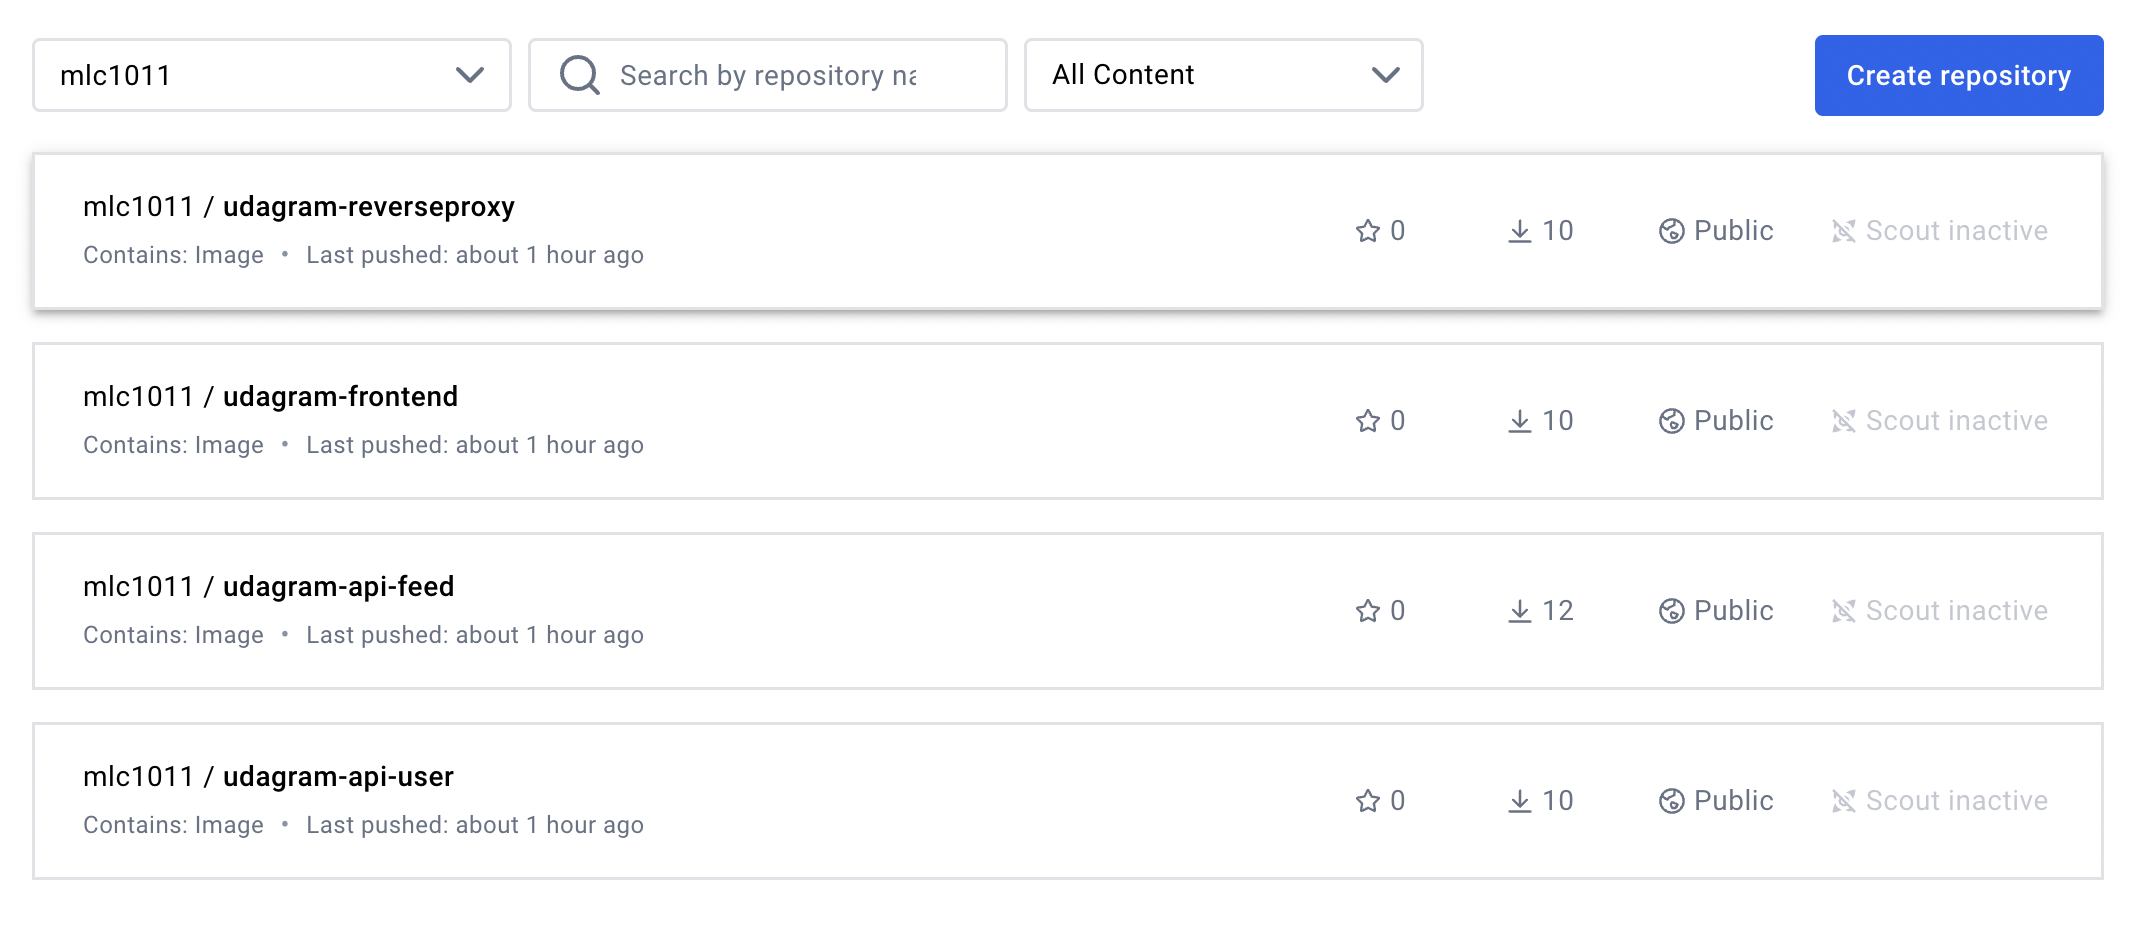 mlc1011
Search by repository na
All Content
Create repository
mlc1011 / udagram-reverseproxy
Contains: Image • Last pushed: about 1 hour ago
0
10
Public
Scout inactive
mlc1011 / udagram-frontend
Contains: Image • Last pushed: about 1 hour ago
0
10
Public
Scout inactive
mlc1011 / udagram-api-feed
Contains: Image • Last pushed: about 1 hour ago
0
12
Public
Scout inactive
mlc1011 / udagram-api-user
Contains: Image • Last pushed: about 1 hour ago
0
10
Public
Scout inactive